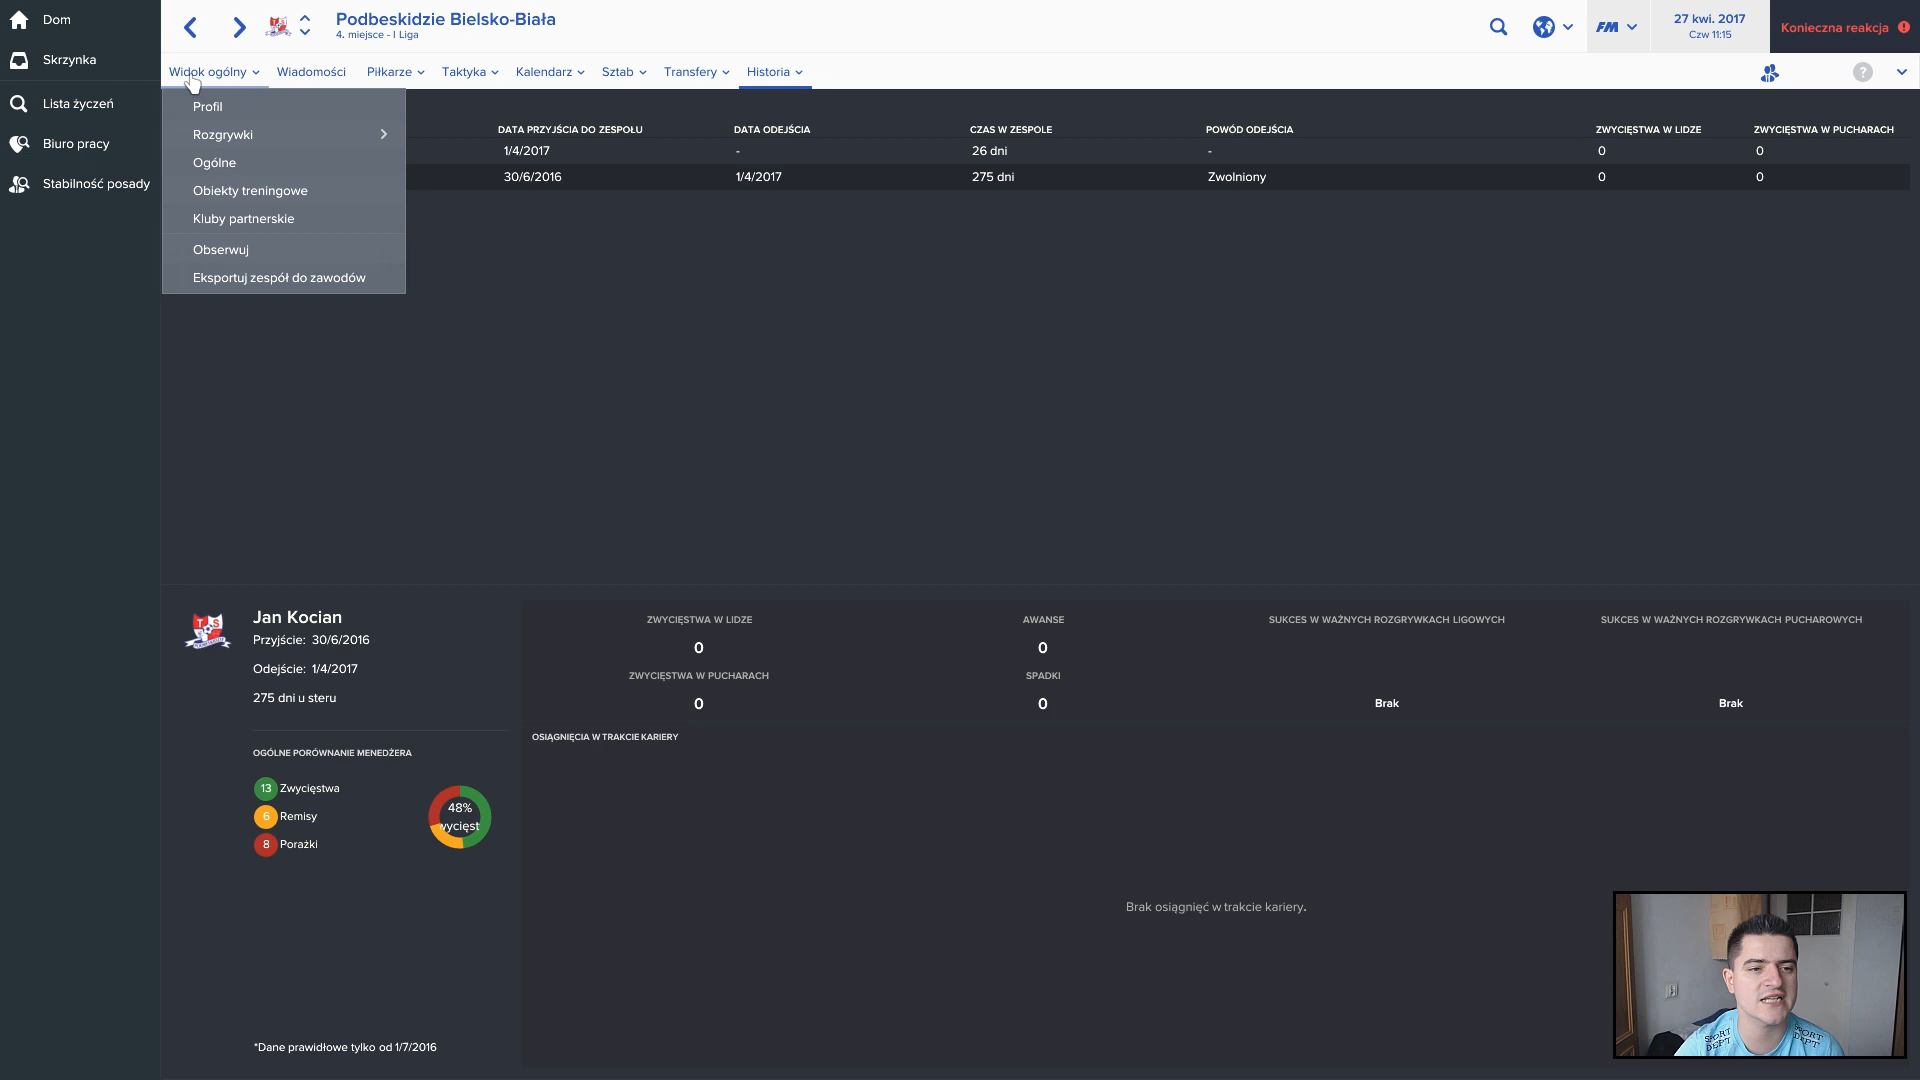 Dom
Skrzynka
Lista życzeń
Biuro pracy
Stabilność posady
Podbeskidzie Bielsko-Biała
4. miejsce - I Liga
FM
27 kwi. 2017
Czw 11:15
Konieczna reakcja
Widok ogólny
Wiadomości
Piłkarze
Taktyka
Kalendarz
Sztab
Transfery
Historia
?
Profil
Rozgrywki
Ogólne
Obiekty treningowe
Kluby partnerskie
Obserwuj
Eksportuj zespół do zawodów
DATA PRZYJŚCIA DO ZESPOŁU DATA ODEJŚCIA CZAS W ZESPOLE POWÓD ODEJŚCIA ZWYCIĘSTWA W LIDZE ZWYCIĘSTWA W PUCHARACH
1/4/2017 - 26 dni - 0 0
30/6/2016 1/4/2017 275 dni Zwolniony 0 0
Jan Kocian
Przyjście: 30/6/2016
Odejście: 1/4/2017
275 dni u steru
OGÓLNE PORÓWNANIE MENEDŻERA
13 Zwycięstwa
6 Remisy
8 Porażki
48%
wycięst
*Dane prawidłowe tylko od 1/7/2016
ZWYCIĘSTWA W LIDZE
0
ZWYCIĘSTWA W PUCHARACH
0
AWANSE
0
SPADKI
0
SUKCES W WAŻNYCH ROZGRYWKACH LIGOWYCH
Brak
SUKCES W WAŻNYCH ROZGRYWKACH PUCHAROWYCH
Brak
OSIĄGNIĘCIA W TRAKCIE KARIERY
Brak osiągnięć w trakcie kariery.
SPORT
DEPT
SPORT
DEPT